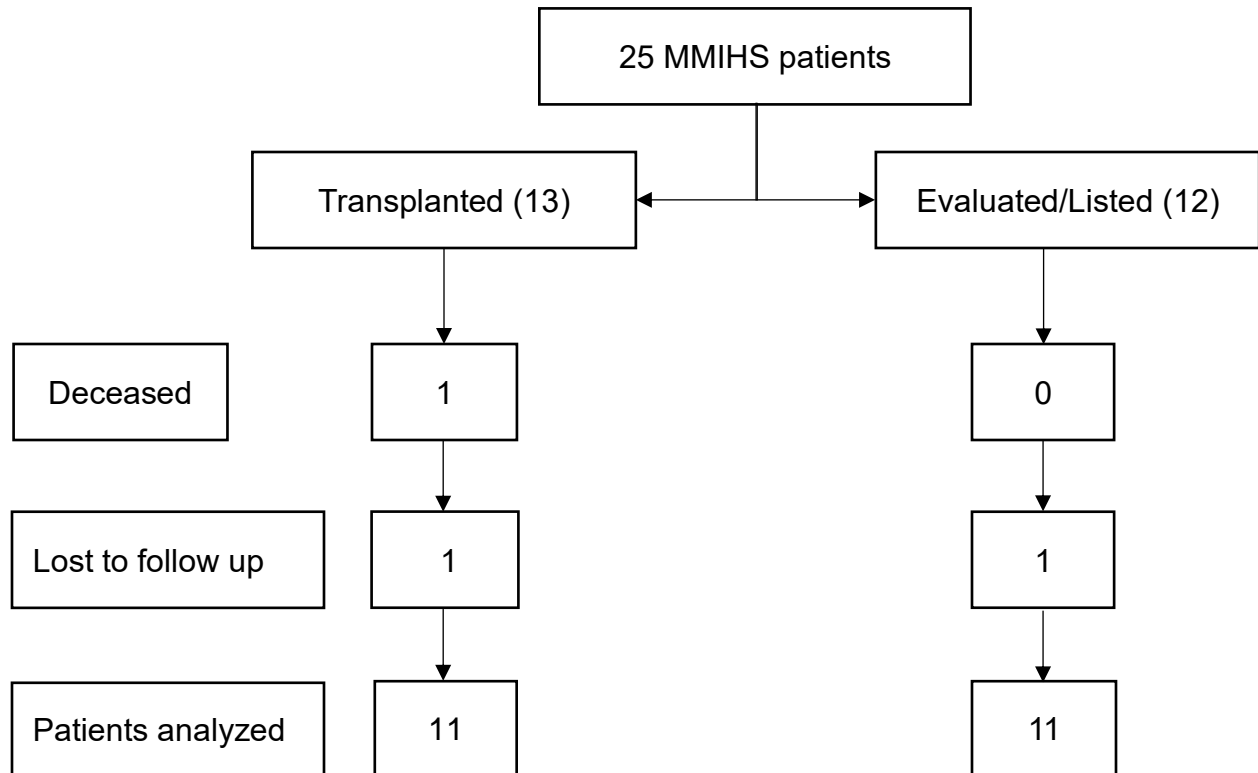 25 MMIHS patients
Transplanted (13)
Evaluated/Listed (12)
Deceased
1
0
Lost to follow up
1
1
Patients analyzed
11
11